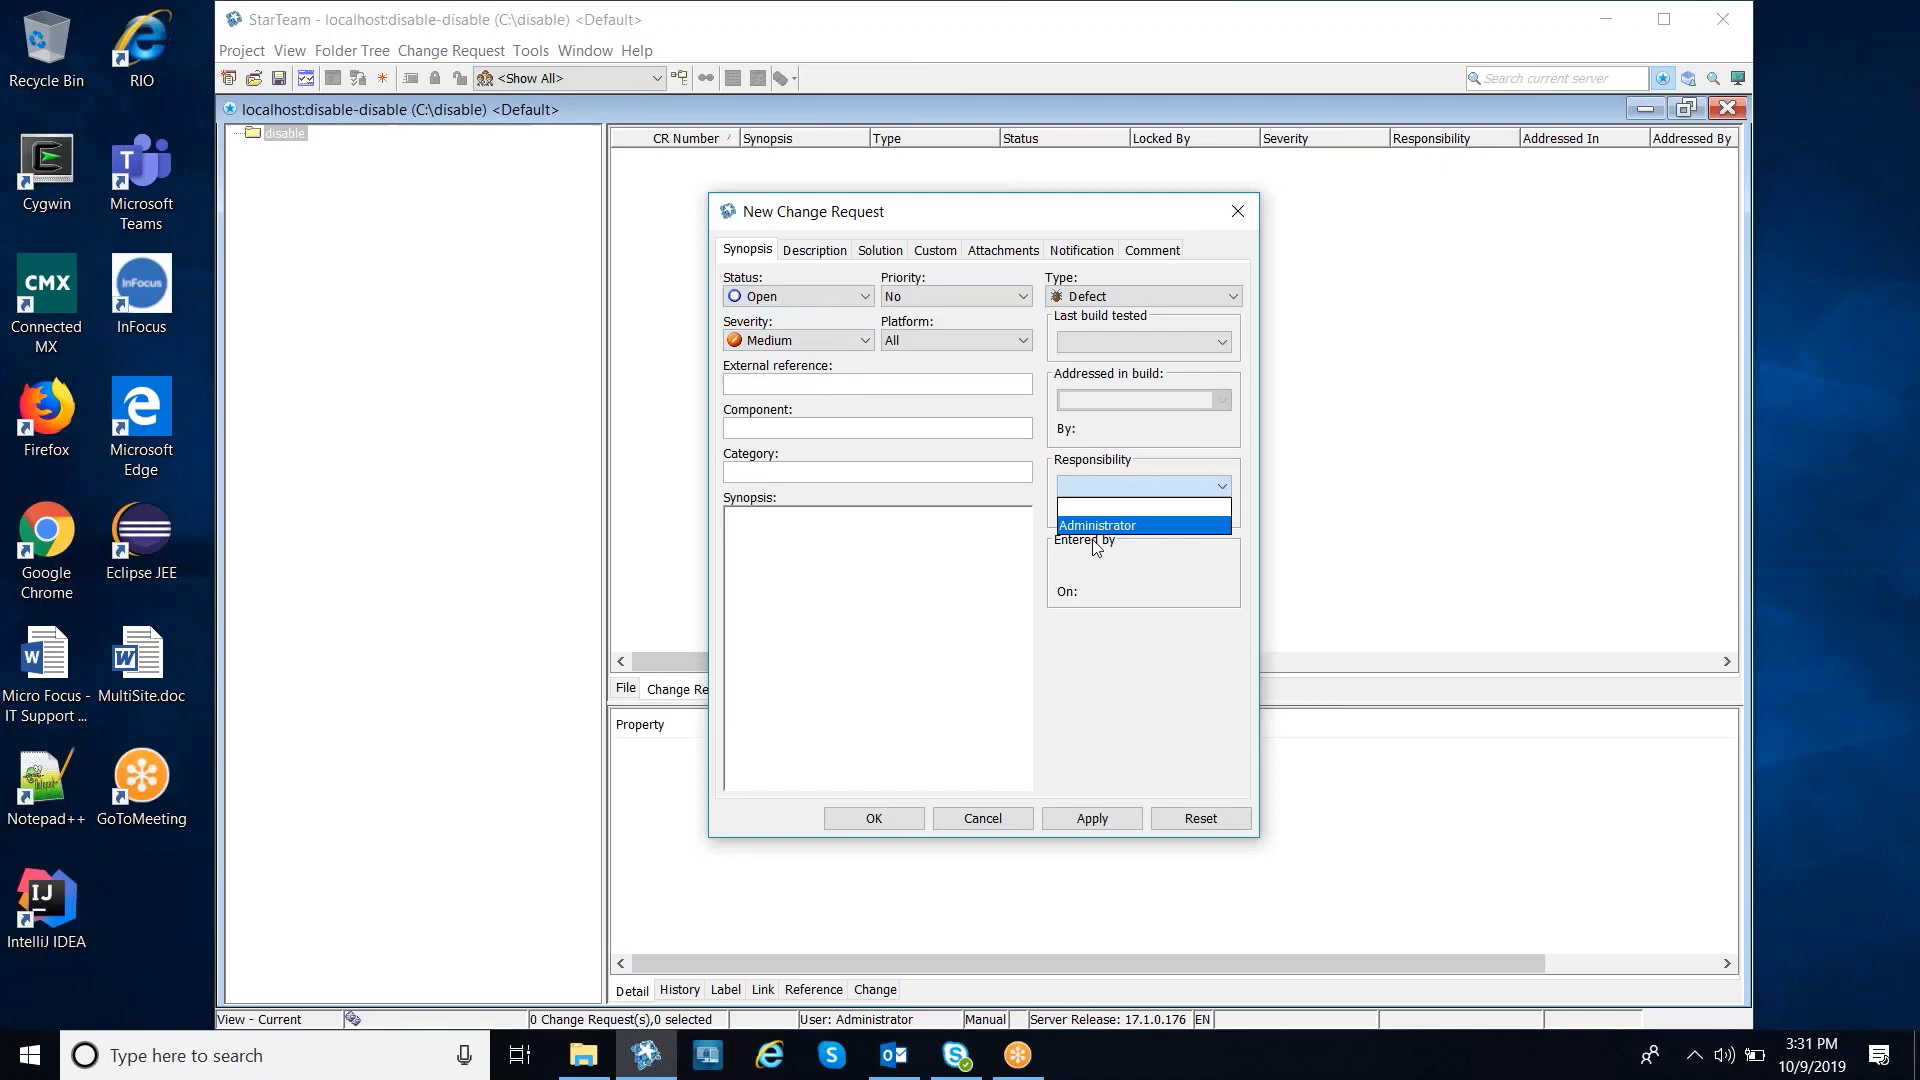 StarTeam - localhost:disable-disable (C:\disable) <Default>
Project View Folder Tree Change Request Tools Window Help
<Show All>
Search current server
localhost:disable-disable (C:\disable) <Default>
disable
CR Number Synopsis Type Status Locked By Severity Responsibility Addressed In Addressed By
New Change Request
Synopsis Description Solution Custom Attachments Notification Comment
Status: Priority: Type:
Open No Defect
Severity: Platform: Last build tested
Medium All
External reference:
Addressed in build:
Component:
By:
Category:
Responsibility
Synopsis:
Administrator
Entered by
On:
OK Cancel Apply Reset
File Change Re
Property
Detail History Label Link Reference Change
View - Current 0 Change Request(s),0 selected User: Administrator Manual Server Release: 17.1.0.176 EN
Recycle Bin
RIO
Cygwin
Microsoft
Teams
CMX
Connected
MX
InFocus
InFocus
Firefox
Microsoft
Edge
Google
Chrome
Eclipse JEE
Micro Focus -
IT Support ...
MultiSite.doc
Notepad++
GoToMeeting
IJ
IntelliJ IDEA
Type here to search
3:31 PM
10/9/2019